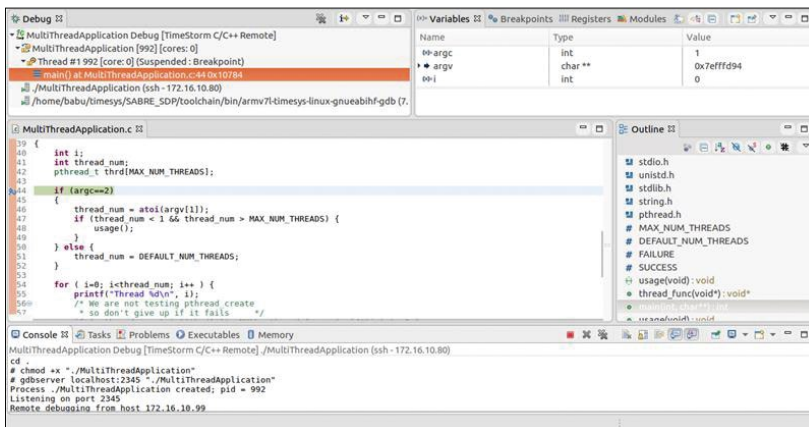 Debug
MultiThreadApplication Debug [TimeStorm C/C++ Remote]
MultiThreadApplication [992] [cores: 0]
Thread #1 992 [core: 0] (Suspended : Breakpoint)
main() at MultiThreadApplication.c:44 0x10784
./MultiThreadApplication (ssh - 172.16.10.80)
/home/babu/timesys/SABRE_SDP/toolchain/bin/armv7l-timesys-linux-gnueabihf-gdb (7.
Variables Breakpoints Registers Modules
Name Type Value
argc int 1
argv char ** 0x7efffd94
i int 0
MultiThreadApplication.c
39 {
40 int i;
41 int thread_num;
42 pthread_t thrd[MAX_NUM_THREADS];
43
44 if (argc==2)
45 {
46 thread_num = atoi(argv[1]);
47 if (thread_num < 1 && thread_num > MAX_NUM_THREADS) {
48 usage();
49 }
50 } else {
51 thread_num = DEFAULT_NUM_THREADS;
52 }
53
54 for ( i=0; i<thread_num; i++ ) {
55 printf("Thread %d\n", i);
56 /* We are not testing pthread_create
57 * so don't give up if it fails */
Outline
stdio.h
unistd.h
stdlib.h
string.h
pthread.h
MAX_NUM_THREADS
DEFAULT_NUM_THREADS
FAILURE
SUCCESS
usage(void) : void
thread_func(void*) : void*
main(int, char**) : int
usage(void) : void
Console Tasks Problems Executables Memory
MultiThreadApplication Debug [TimeStorm C/C++ Remote] ./MultiThreadApplication (ssh - 172.16.10.80)
cd .
# chmod +x "./MultiThreadApplication"
# gdbserver localhost:2345 "./MultiThreadApplication"
Process ./MultiThreadApplication created; pid = 992
Listening on port 2345
Remote debugging from host 172.16.10.99